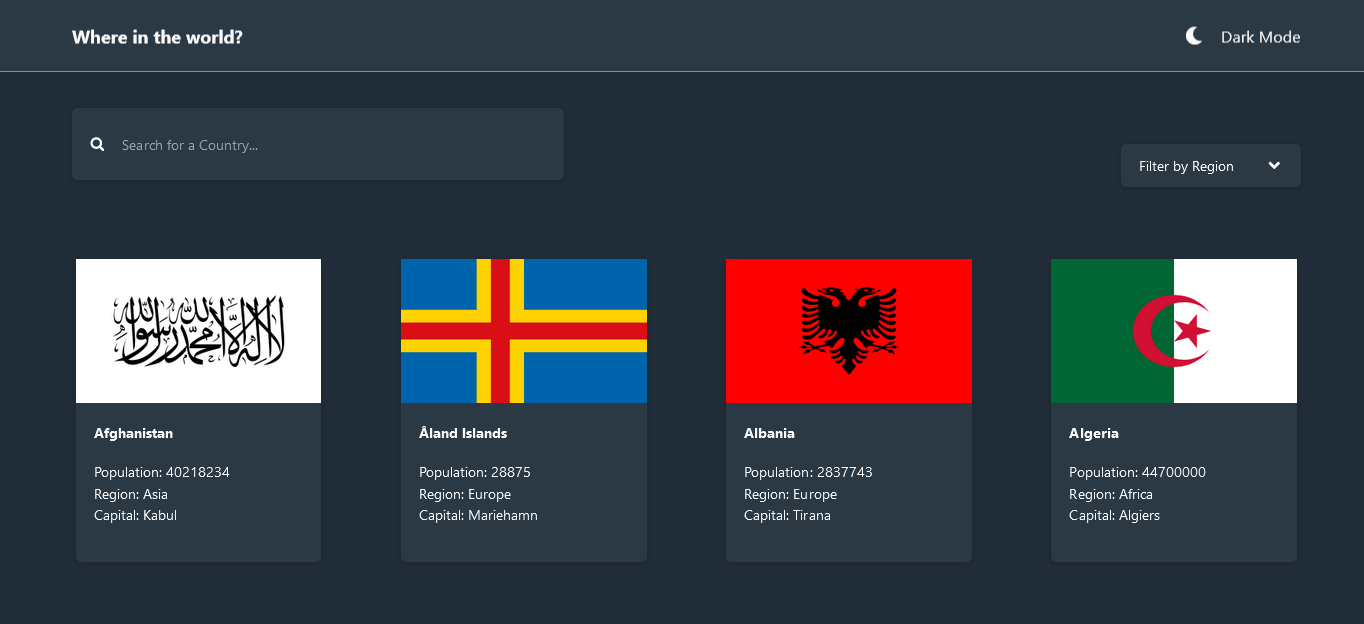 Where in the world?
Dark Mode
Search for a Country...
Filter by Region
لا إله إلا الله محمد رسول الله
Afghanistan
Population: 40218234
Region: Asia
Capital: Kabul
Åland Islands
Population: 28875
Region: Europe
Capital: Mariehamn
Albania
Population: 2837743
Region: Europe
Capital: Tirana
Algeria
Population: 44700000
Region: Africa
Capital: Algiers